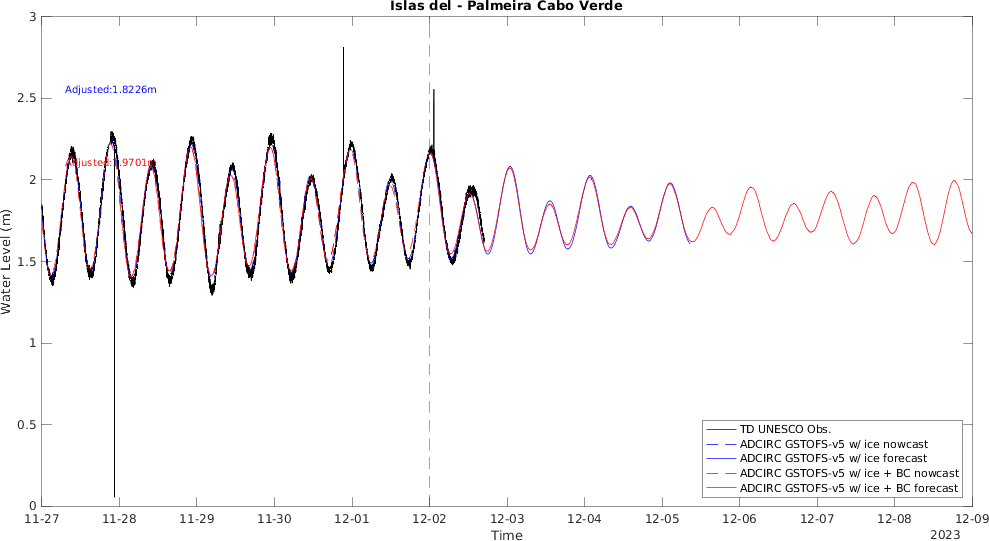 Islas del - Palmeira Cabo Verde
3
2.5
2
1.5
1
0.5
0
Water Level (m)
Adjusted:1.8226m
Adjusted:1.9701m
TD UNESCO Obs.
ADCIRC GSTOFS-v5 w/ ice nowcast
ADCIRC GSTOFS-v5 w/ ice forecast
ADCIRC GSTOFS-v5 w/ ice + BC nowcast
ADCIRC GSTOFS-v5 w/ ice + BC forecast
11-27 11-28 11-29 11-30 12-01 12-02 12-03 12-04 12-05 12-06 12-07 12-08 12-09
Time
2023